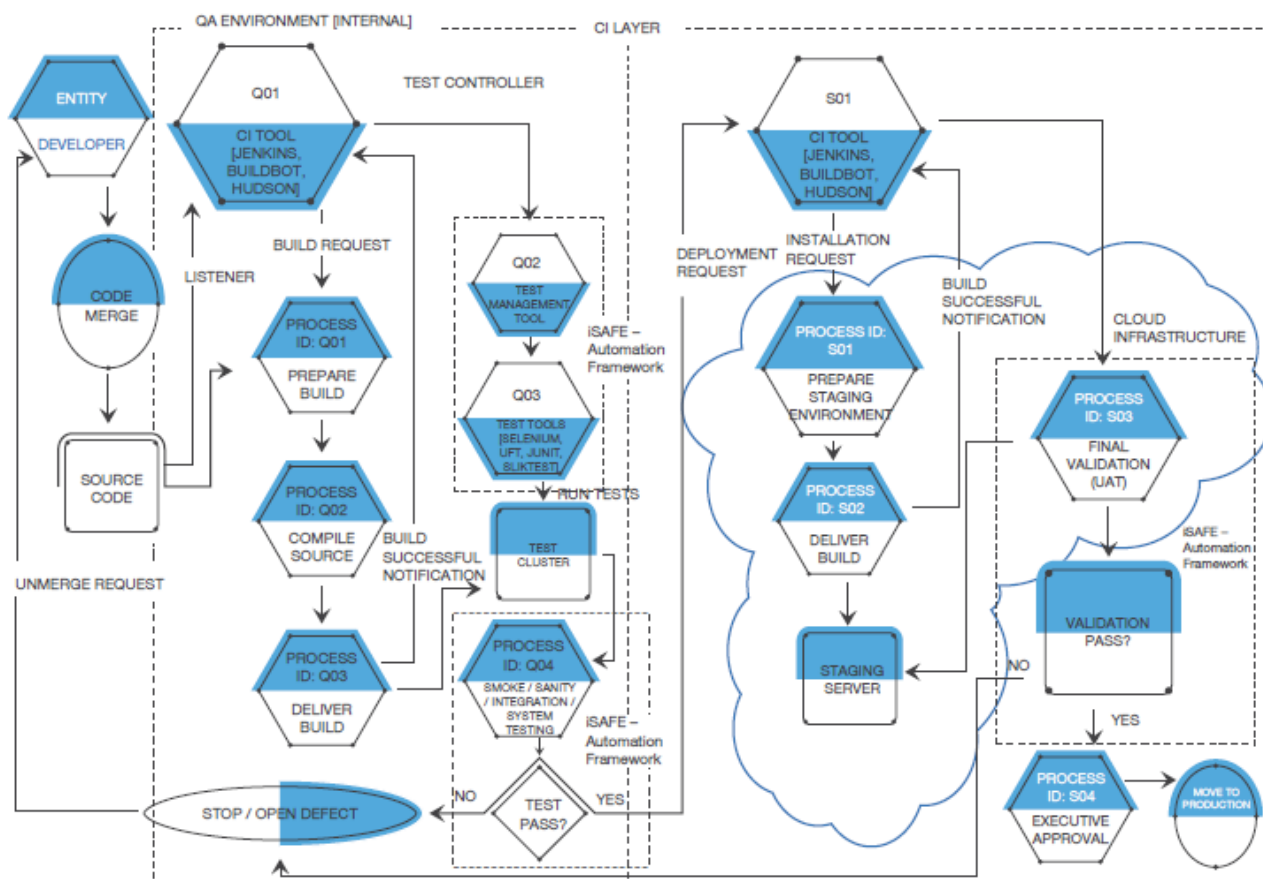 QA ENVIRONMENT [INTERNAL]
CI LAYER
ENTITY
DEVELOPER
CODE
MERGE
SOURCE
CODE
UNMERGE REQUEST
LISTENER
Q01
CI TOOL
[JENKINS,
BUILDBOT,
HUDSON]
TEST CONTROLLER
BUILD REQUEST
PROCESS
ID: Q01
PREPARE
BUILD
PROCESS
ID: Q02
COMPILE
SOURCE
PROCESS
ID: Q03
DELIVER
BUILD
BUILD
SUCCESSFUL
NOTIFICATION
Q02
TEST
MANAGEMENT
TOOL
Q03
TEST TOOLS
[SELENIUM,
UFT, JUNIT,
SLIKTEST]
iSAFE –
Automation
Framework
RUN TESTS
TEST
CLUSTER
PROCESS
ID: Q04
SMOKE / SANITY
/ INTEGRATION /
SYSTEM
TESTING
iSAFE –
Automation
Framework
TEST
PASS?
NO
YES
STOP / OPEN DEFECT
S01
CI TOOL
[JENKINS,
BUILDBOT,
HUDSON]
DEPLOYMENT
REQUEST
INSTALLATION
REQUEST
BUILD
SUCCESSFUL
NOTIFICATION
PROCESS ID:
S01
PREPARE
STAGING
ENVIRONMENT
PROCESS
ID: S02
DELIVER
BUILD
STAGING
SERVER
CLOUD
INFRASTRUCTURE
PROCESS
ID: S03
FINAL
VALIDATION
(UAT)
iSAFE –
Automation
Framework
VALIDATION
PASS?
NO
YES
PROCESS
ID: S04
EXECUTIVE
APPROVAL
MOVE TO
PRODUCTION